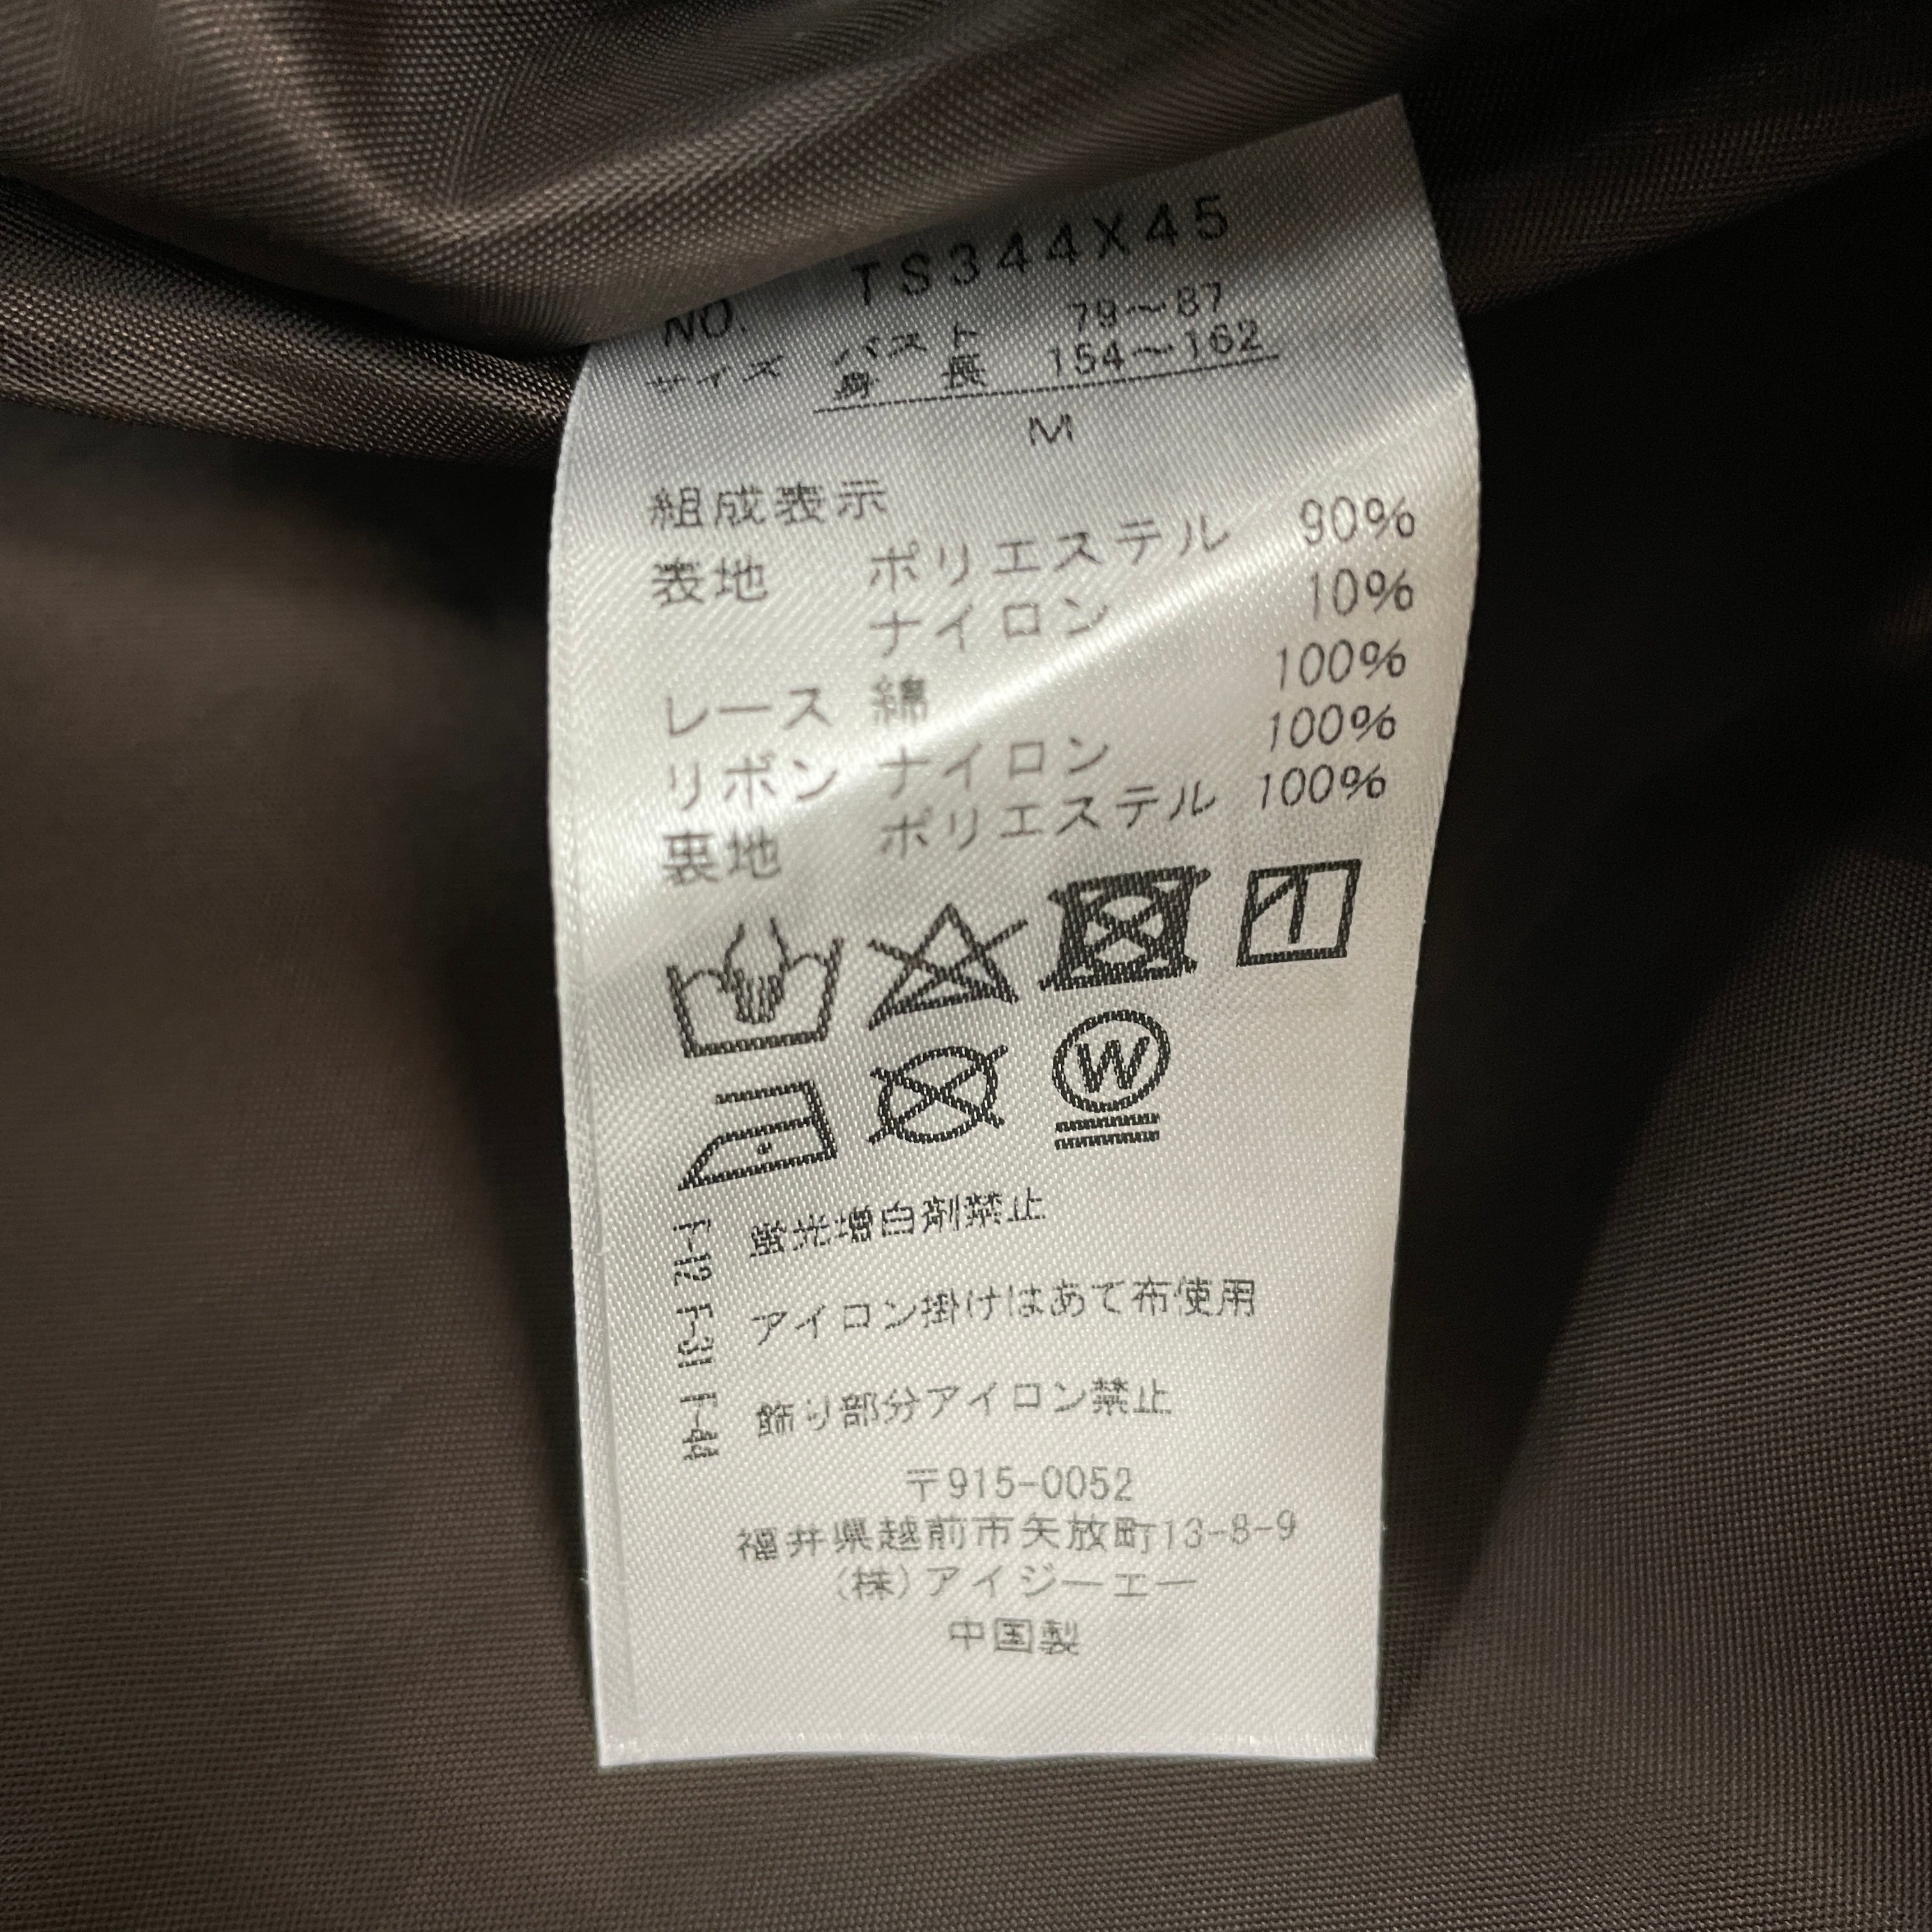 NO. TS344X45
サイズ バスト 79～87
身長 154～162
M
組成表示
表地 ポリエステル 90%
ナイロン 10%
レース 綿 100%
リボン ナイロン 100%
裏地 ポリエステル 100%
W
蛍光増白剤禁止
アイロン掛けはあて布使用
飾り部分アイロン禁止
F-12 F-31 F-44
〒915-0052
福井県越前市矢放町13-8-9
(株)アイジーエー
中国製